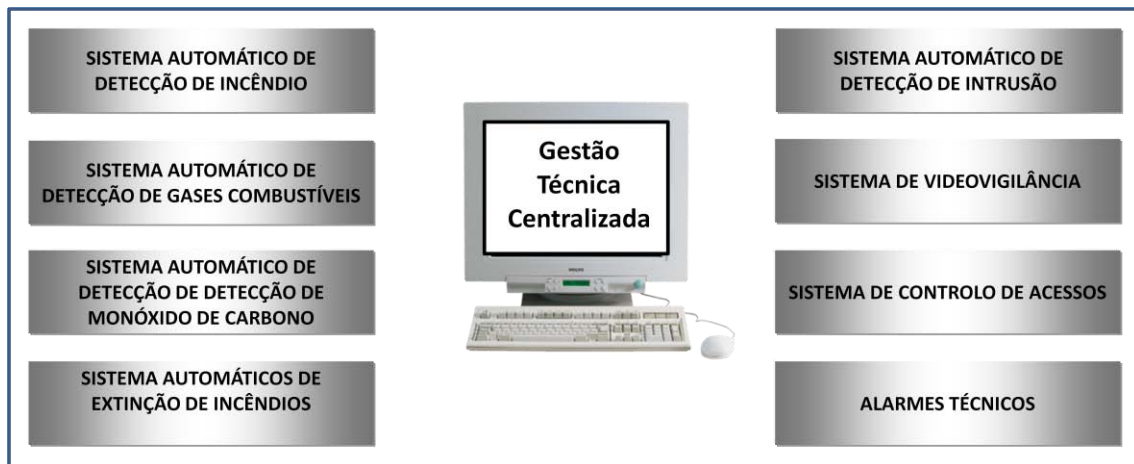 SISTEMA AUTOMÁTICO DE
DETECÇÃO DE INCÊNDIO
SISTEMA AUTOMÁTICO DE
DETECÇÃO DE GASES COMBUSTÍVEIS
SISTEMA AUTOMÁTICO DE
DETECÇÃO DE DETECÇÃO DE
MONÓXIDO DE CARBONO
SISTEMA AUTOMÁTICOS DE
EXTINÇÃO DE INCÊNDIOS
Gestão
Técnica
Centralizada
PHILIPS
SISTEMA AUTOMÁTICO DE
DETECÇÃO DE INTRUSÃO
SISTEMA DE VIDEOVIGILÂNCIA
SISTEMA DE CONTROLO DE ACESSOS
ALARMES TÉCNICOS